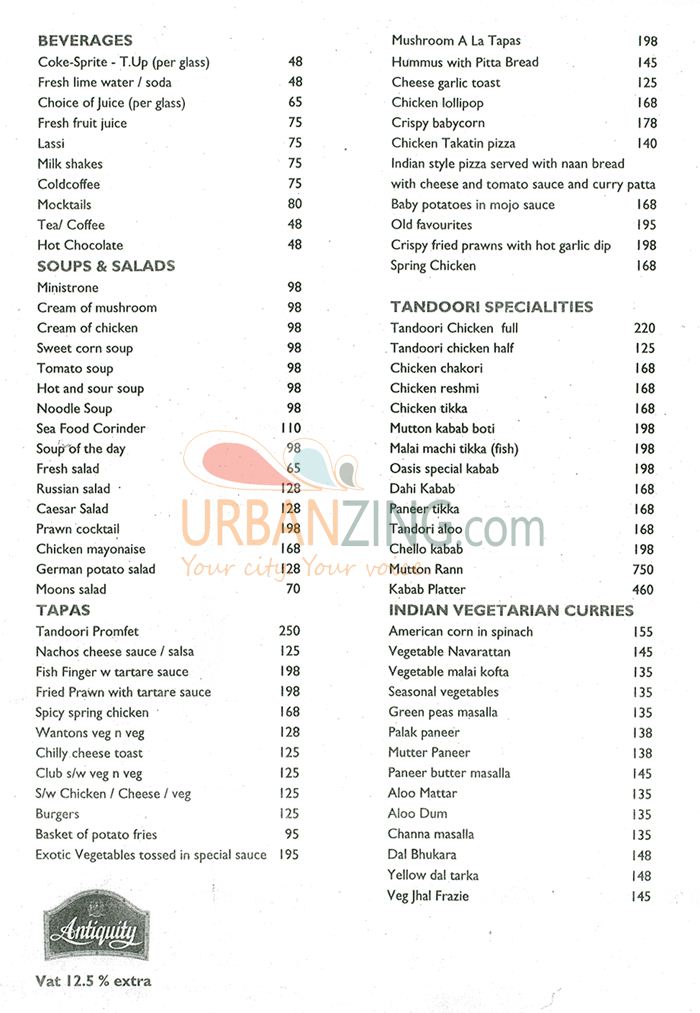 BEVERAGES
Coke-Sprite - T.Up (per glass) 48
Fresh lime water / soda 48
Choice of Juice (per glass) 65
Fresh fruit juice 75
Lassi 75
Milk shakes 75
Coldcoffee 75
Mocktails 80
Tea/ Coffee 48
Hot Chocolate 48
SOUPS & SALADS
Ministrone 98
Cream of mushroom 98
Cream of chicken 98
Sweet corn soup 98
Tomato soup 98
Hot and sour soup 98
Noodle Soup 98
Sea Food Corinder 110
Soup of the day 98
Fresh salad 65
Russian salad 128
Caesar Salad 128
Prawn cocktail 198
Chicken mayonaise 168
German potato salad 128
Moons salad 70
TAPAS
Tandoori Promfet 250
Nachos cheese sauce / salsa 125
Fish Finger w tartare sauce 198
Fried Prawn with tartare sauce 198
Spicy spring chicken 168
Wantons veg n veg 128
Chilly cheese toast 125
Club s/w veg n veg 125
S/w Chicken / Cheese / veg 125
Burgers 125
Basket of potato fries 95
Exotic Vegetables tossed in special sauce 195
Antiquity
Vat 12.5 % extra
Mushroom A La Tapas 198
Hummus with Pitta Bread 145
Cheese garlic toast 125
Chicken lollipop 168
Crispy babycorn 178
Chicken Takatin pizza 140
Indian style pizza served with naan bread
with cheese and tomato sauce and curry patta
Baby potatoes in mojo sauce 168
Old favourites 195
Crispy fried prawns with hot garlic dip 198
Spring Chicken 168
TANDOORI SPECIALITIES
Tandoori Chicken full 220
Tandoori chicken half 125
Chicken chakori 168
Chicken reshmi 168
Chicken tikka 168
Mutton kabab boti 198
Malai machi tikka (fish) 198
Oasis special kabab 198
Dahi Kabab 168
Paneer tikka 168
Tandori aloo 168
Chello kabab 198
Mutton Rann 750
Kabab Platter 460
INDIAN VEGETARIAN CURRIES
American corn in spinach 155
Vegetable Navarattan 145
Vegetable malai kofta 135
Seasonal vegetables 135
Green peas masalla 135
Palak paneer 138
Mutter Paneer 138
Paneer butter masalla 145
Aloo Mattar 135
Aloo Dum 135
Channa masalla 135
Dal Bhukara 148
Yellow dal tarka 148
Veg Jhal Frazie 145
URBANZING.com
Your city. Your voice